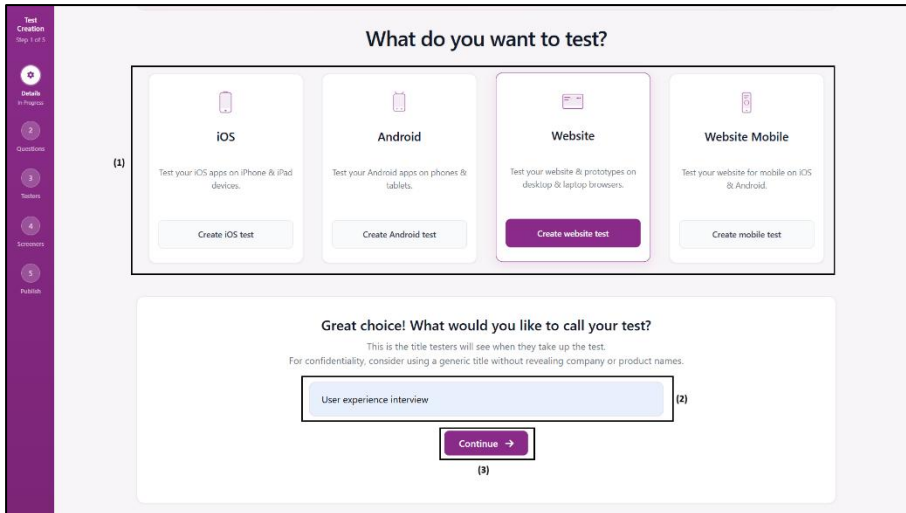 Test
Creation
Step 1 of 5
Details
In Progress
2
Questions
3
Testers
4
Screeners
5
Publish
What do you want to test?
(1)
iOS
Test your iOS apps on iPhone & iPad
devices.
Create iOS test
Android
Test your Android apps on phones &
tablets.
Create Android test
Website
Test your website & prototypes on
desktop & laptop browsers.
Create website test
Website Mobile
Test your website for mobile on iOS
& Android.
Create mobile test
Great choice! What would you like to call your test?
This is the title testers will see when they take up the test.
For confidentiality, consider using a generic title without revealing company or product names.
User experience interview
(2)
Continue →
(3)